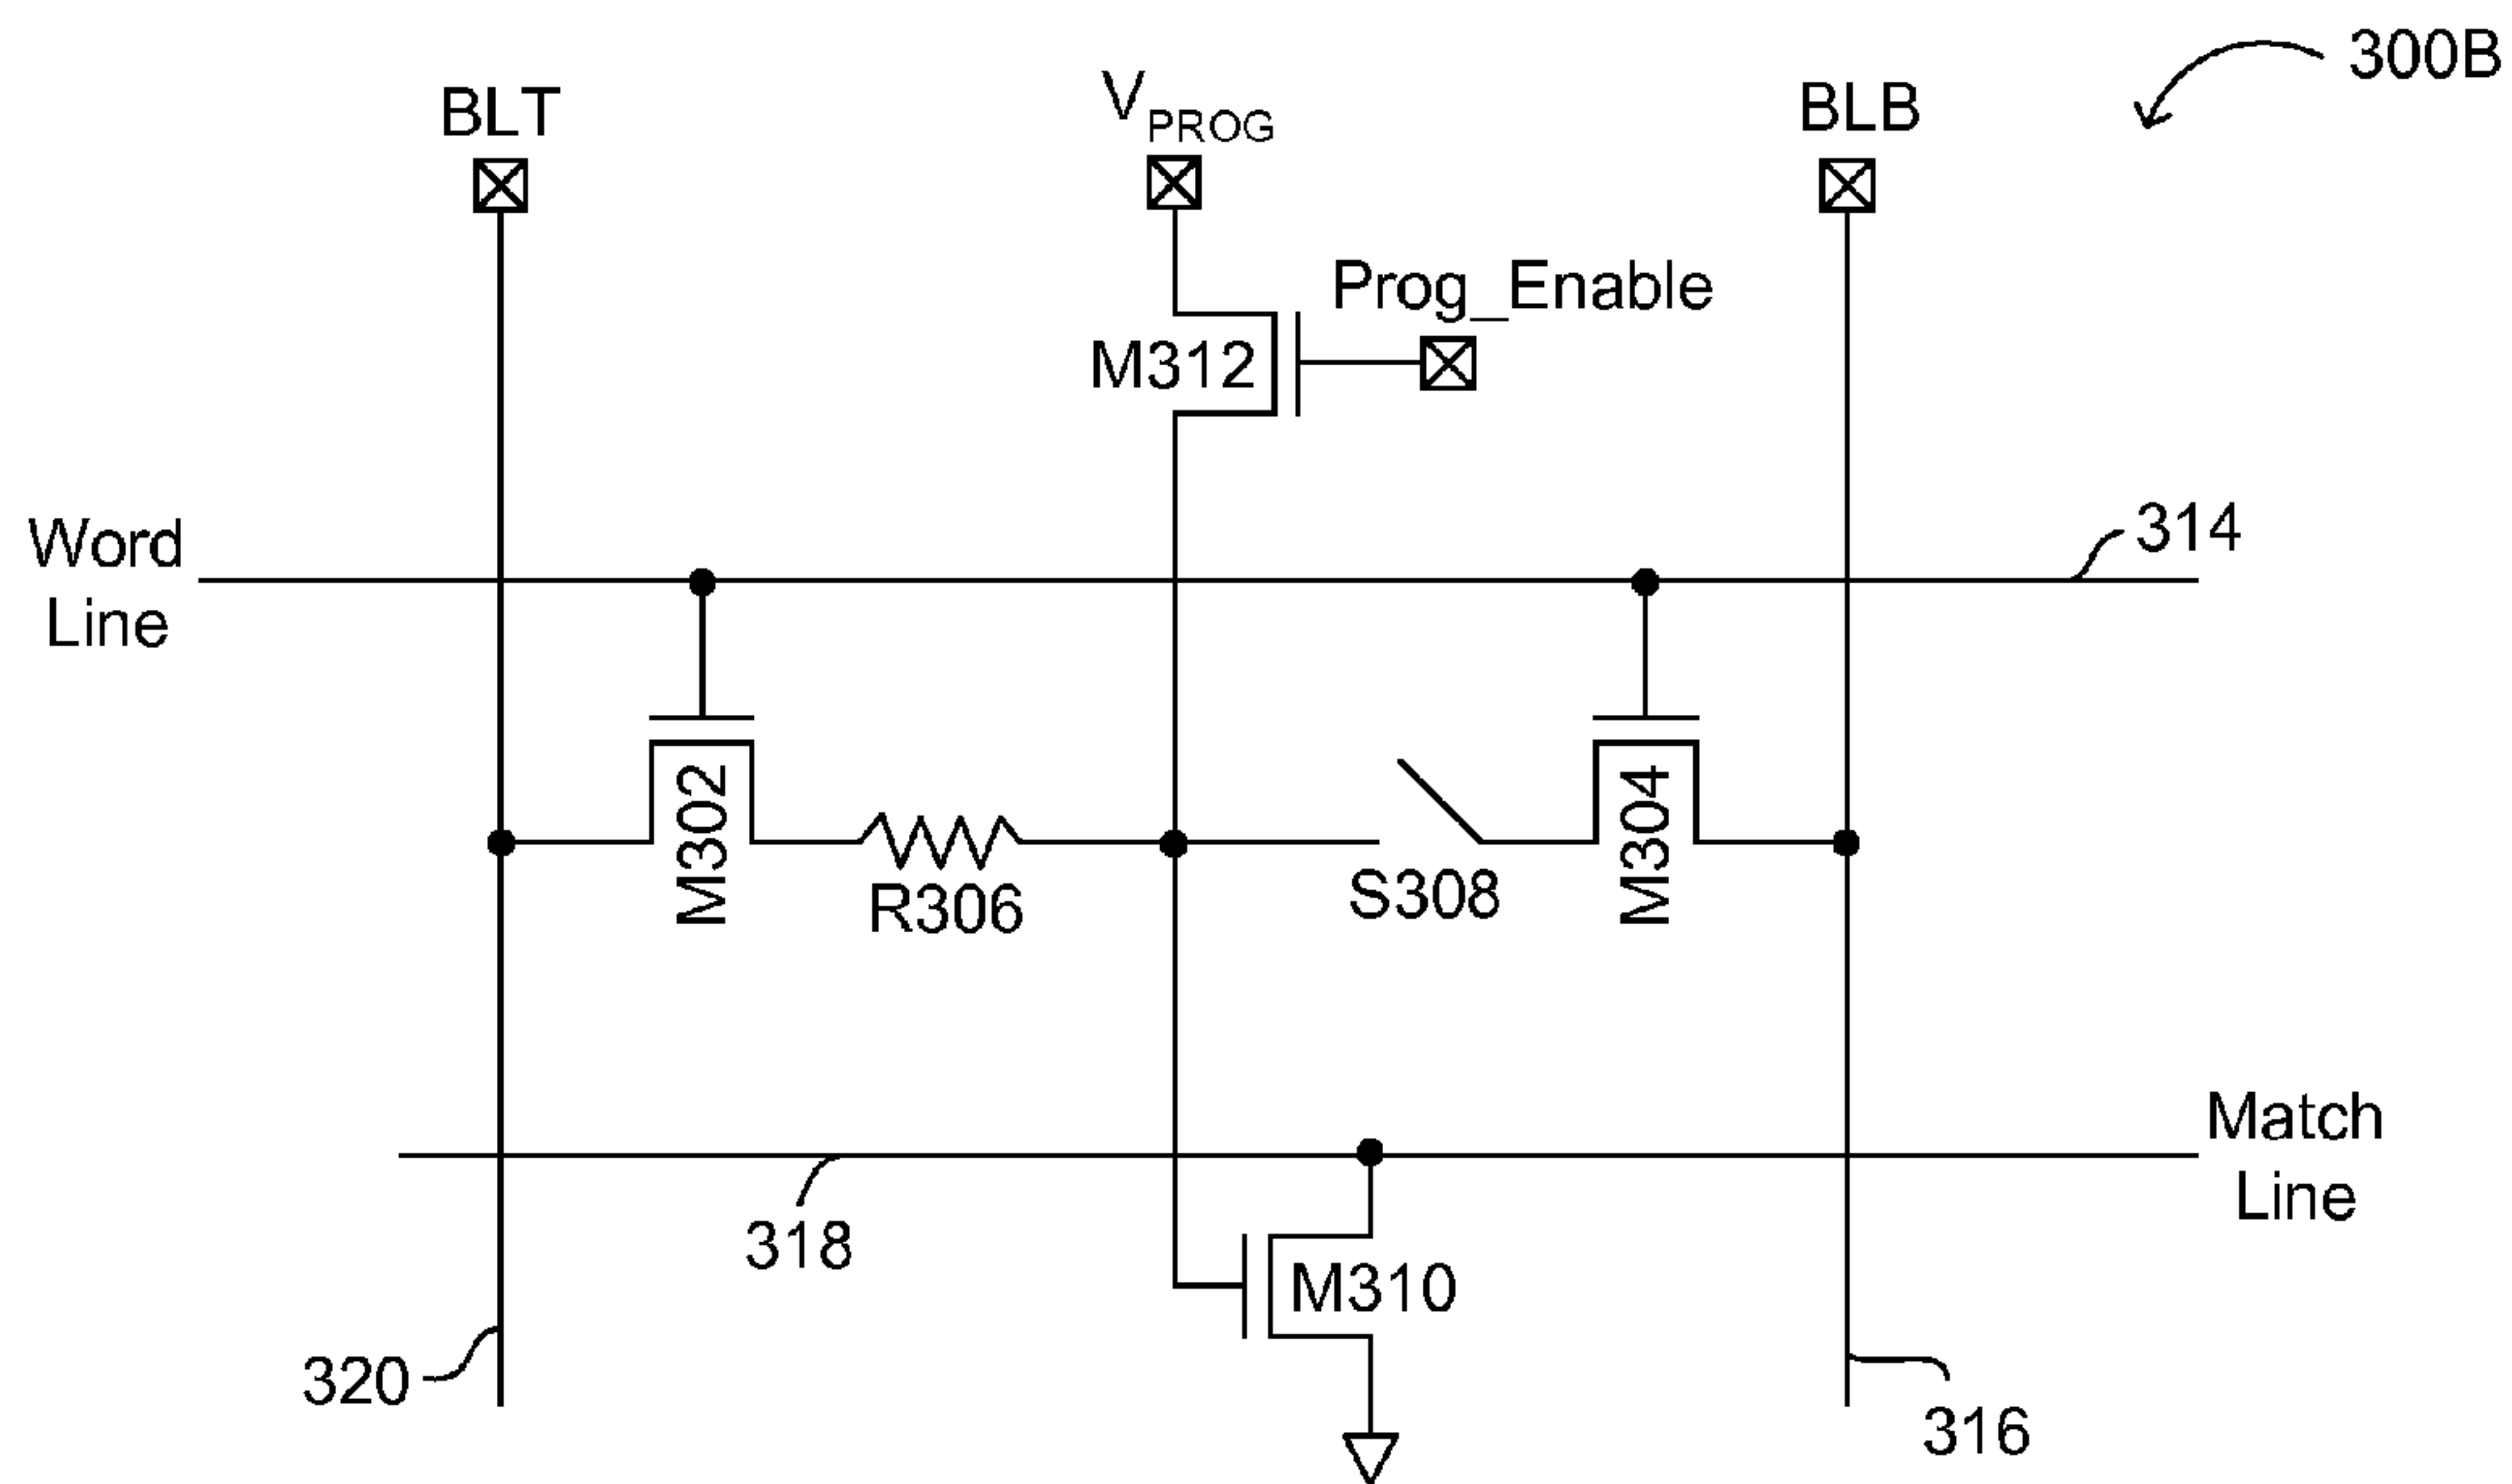 300B
BLT
VPROG
BLB
Prog_Enable
M312
Word
Line
314
M302
R306
S308
M304
Match
Line
318
M310
320
316